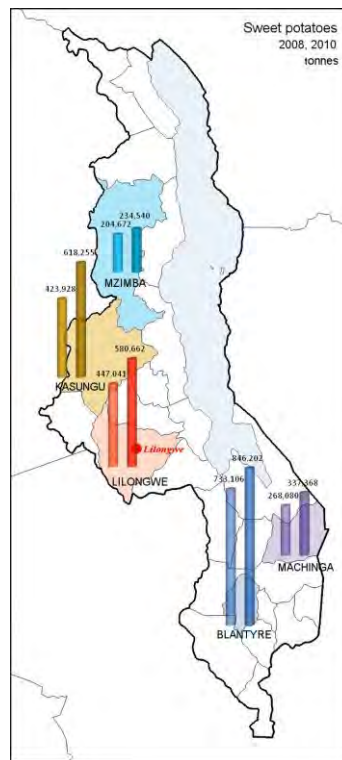 Sweet potatoes
2008, 2010
tonnes
234,540
204,672
MZIMBA
618,255
423,928
KASUNGU
580,662
447,041
Lilongwe
LILONGWE
846,202
733,106
337,368
268,080
MACHINGA
BLANTYRE